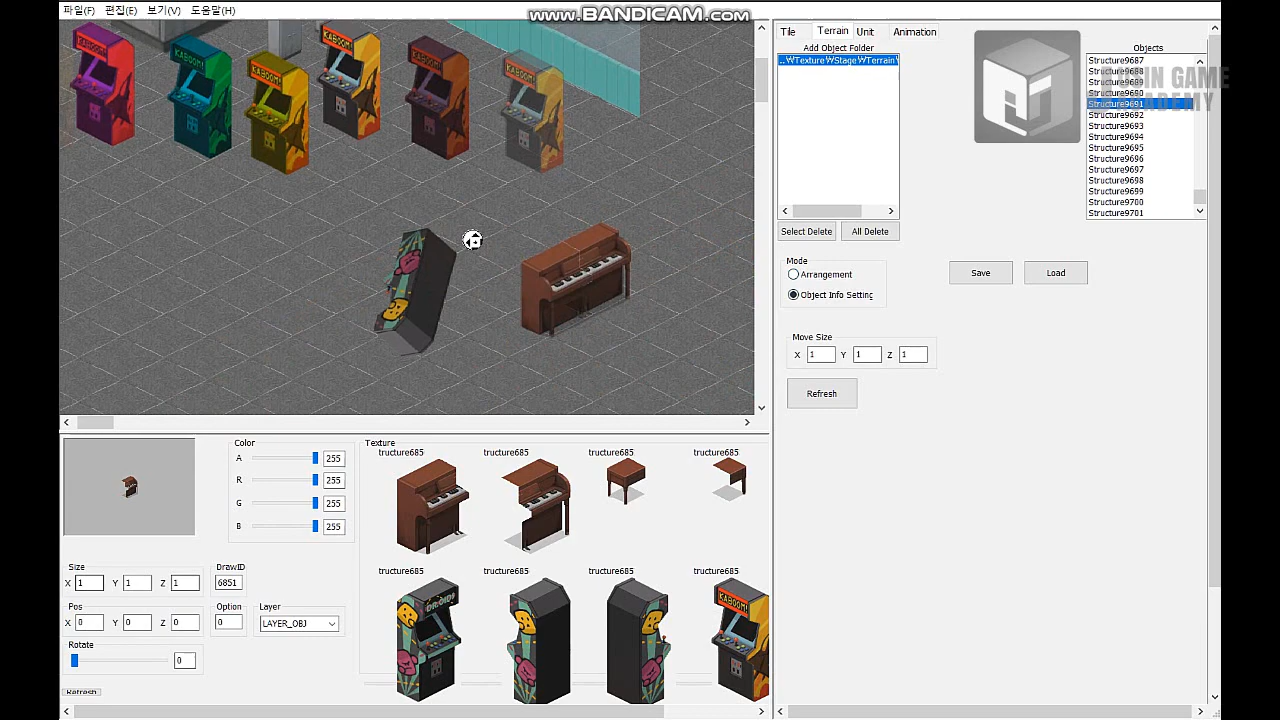 파일(F) 편집(E) 보기(V) 도움말(H)
www.BANDICAM.com
KABOOM!
KABOOM!
KABOOM!
KABOOM!
KABOOM!
Tile Terrain Unit Animation
Add Object Folder
..₩Texture₩Stage₩Terrain₩
Select Delete All Delete
Mode
Arrangement
Object Info Setting
Move Size
X 1 Y 1 Z 1
Refresh
Save Load
Objects
GAME
Structure9687
Structure9688
Structure9689
Structure9690
Structure9691
Structure9692
Structure9693
Structure9694
Structure9695
Structure9696
Structure9697
Structure9698
Structure9699
Structure9700
Structure9701
Color
A 255
R 255
G 255
B 255
Size
X 1 Y 1 Z 1
DrawID
6851
Pos
X 0 Y 0 Z 0
Option
0
Layer
LAYER_OBJ
Rotate
0
Refresh
Texture
tructure685 tructure685 tructure685 tructure685
tructure685 tructure685 tructure685 tructure685
KABOOM!